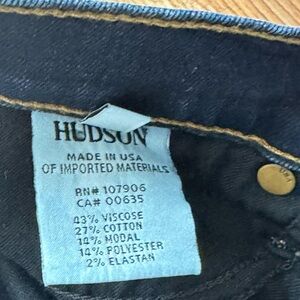 HUDSON
MADE IN USA
OF IMPORTED MATERIALS
RN# 107906
CA# 00635
43% VISCOSE
27% COTTON
14% MODAL
14% POLYESTER
2% ELASTAN